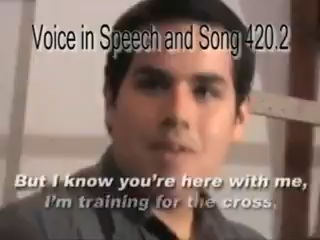 Voice in Speech and Song 420.2
But I know you're here with me,
I'm training for the cross,